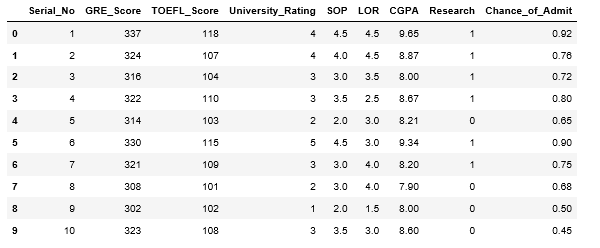 Serial_No GRE_Score TOEFL_Score University_Rating SOP LOR CGPA Research Chance_of_Admit
0 1 337 118 4 4.5 4.5 9.65 1 0.92
1 2 324 107 4 4.0 4.5 8.87 1 0.76
2 3 316 104 3 3.0 3.5 8.00 1 0.72
3 4 322 110 3 3.5 2.5 8.67 1 0.80
4 5 314 103 2 2.0 3.0 8.21 0 0.65
5 6 330 115 5 4.5 3.0 9.34 1 0.90
6 7 321 109 3 3.0 4.0 8.20 1 0.75
7 8 308 101 2 3.0 4.0 7.90 0 0.68
8 9 302 102 1 2.0 1.5 8.00 0 0.50
9 10 323 108 3 3.5 3.0 8.60 0 0.45